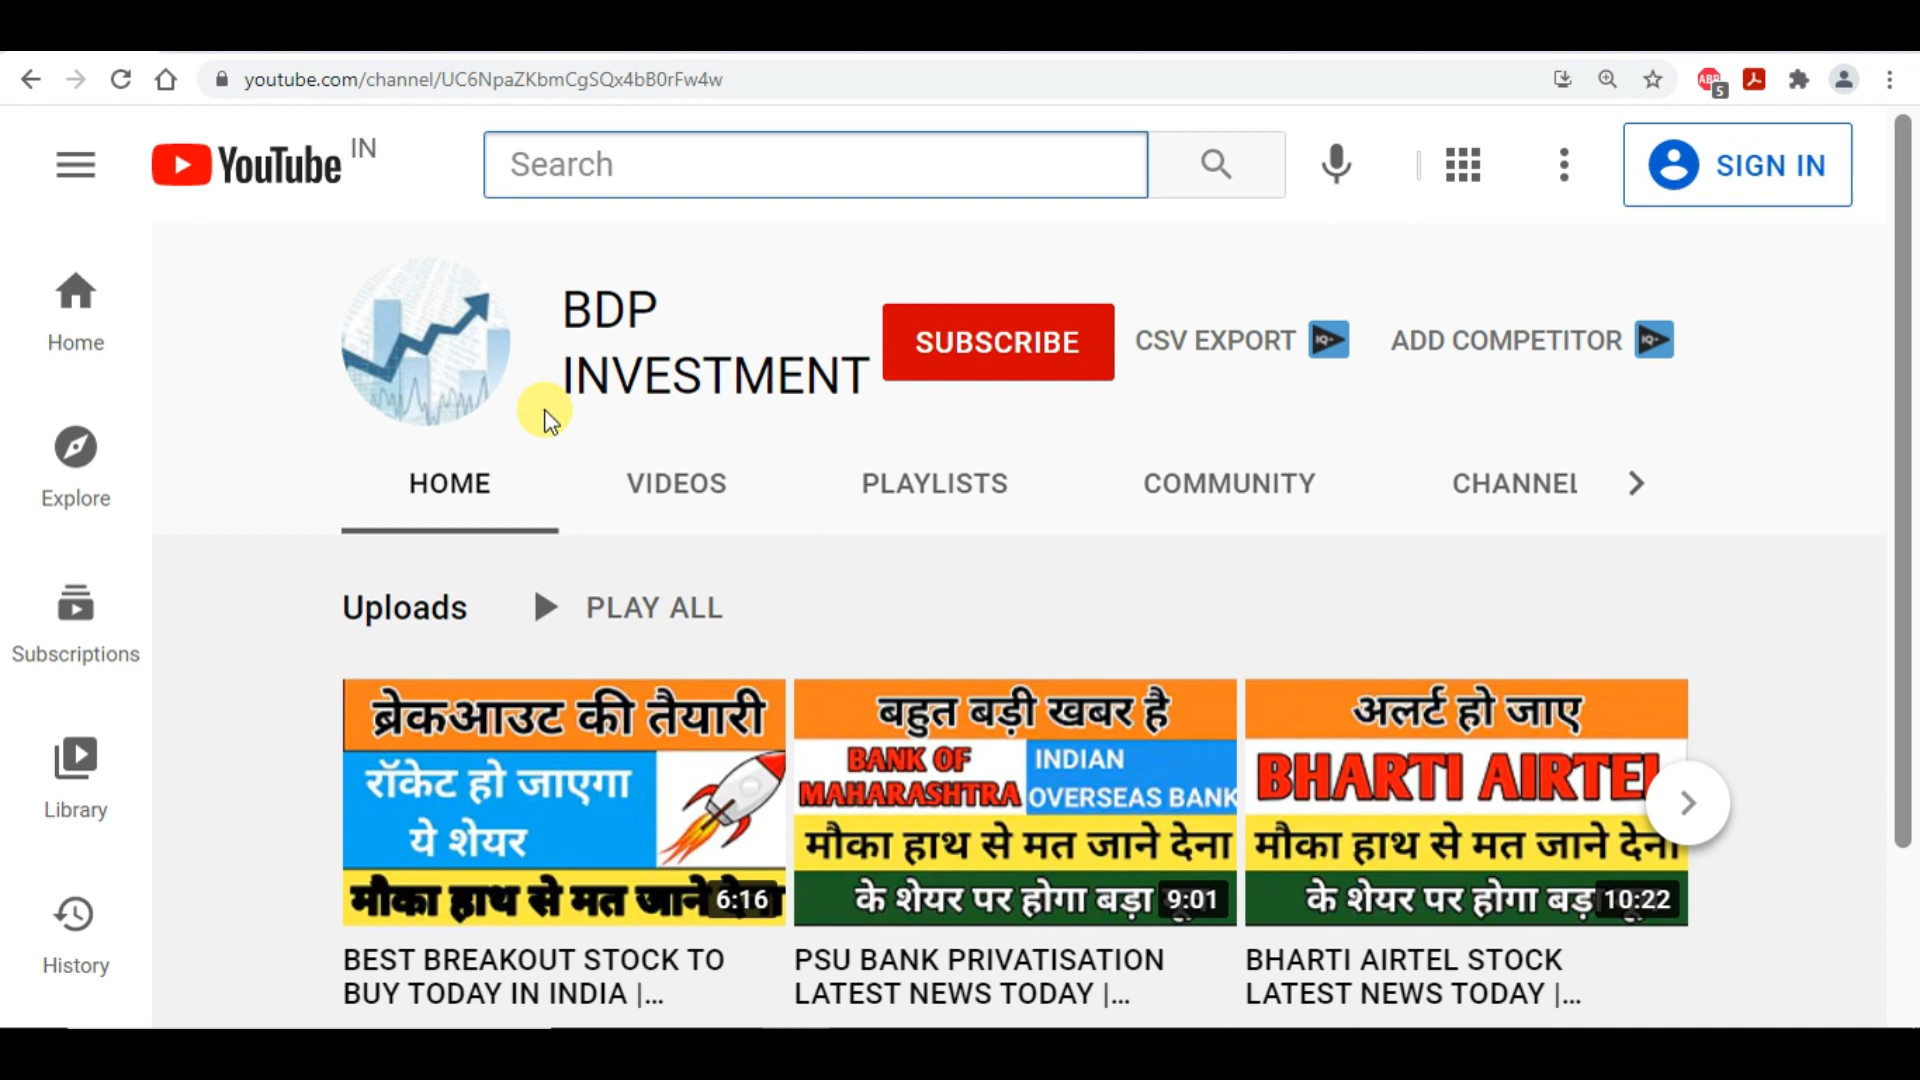 youtube.com/channel/UC6NpaZKbmCgSQx4bB0rFw4w
ABP
5
YouTube IN
Search
SIGN IN
Home
Explore
Subscriptions
Library
History
BDP
INVESTMENT
SUBSCRIBE
CSV EXPORT
IQ+
ADD COMPETITOR
IQ+
HOME
VIDEOS
PLAYLISTS
COMMUNITY
CHANNEL
Uploads
PLAY ALL
ब्रेकआउट की तैयारी
रॉकेट हो जाएगा
ये शेयर
मौका हाथ से मत जाने देना
6:16
BEST BREAKOUT STOCK TO
BUY TODAY IN INDIA |...
बहुत बड़ी खबर है
BANK OF
MAHARASHTRA
INDIAN
OVERSEAS BANK
मौका हाथ से मत जाने देना
के शेयर पर होगा बड़ा
9:01
PSU BANK PRIVATISATION
LATEST NEWS TODAY |...
अलर्ट हो जाए
BHARTI AIRTEL
मौका हाथ से मत जाने देना
के शेयर पर होगा
10:22
BHARTI AIRTEL STOCK
LATEST NEWS TODAY |...